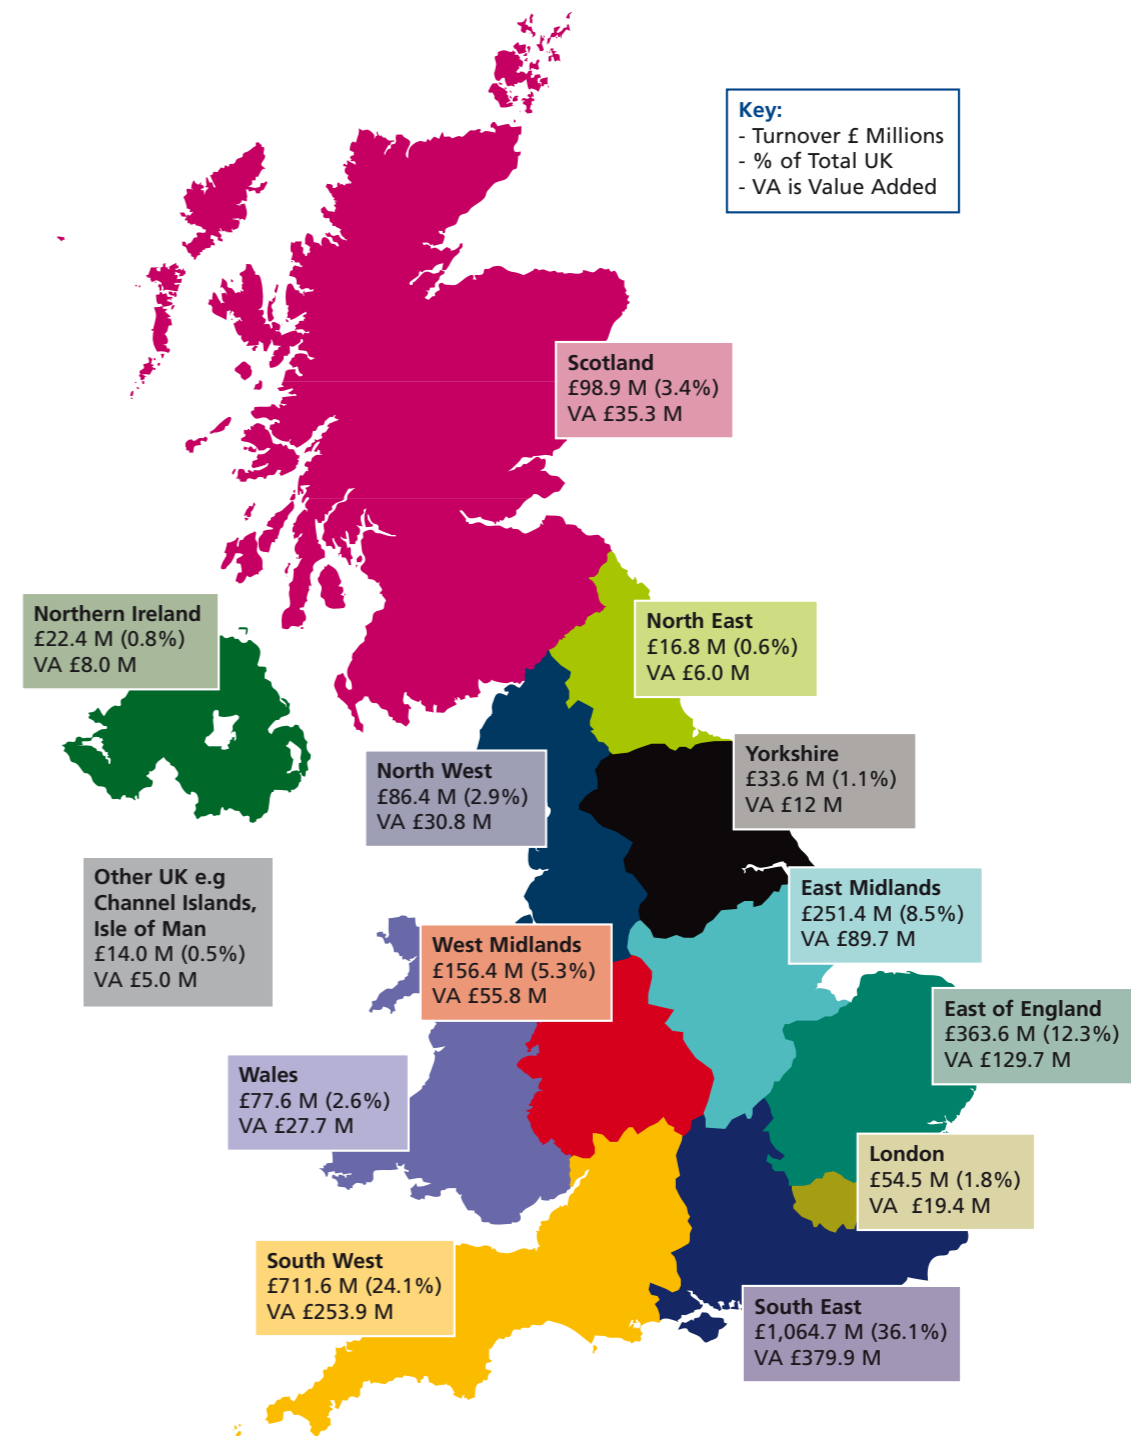 Key:
- Turnover £ Millions
- % of Total UK
- VA is Value Added
Scotland
£98.9 M (3.4%)
VA £35.3 M
Northern Ireland
£22.4 M (0.8%)
VA £8.0 M
North East
£16.8 M (0.6%)
VA £6.0 M
North West
£86.4 M (2.9%)
VA £30.8 M
Yorkshire
£33.6 M (1.1%)
VA £12 M
Other UK e.g
Channel Islands,
Isle of Man
£14.0 M (0.5%)
VA £5.0 M
East Midlands
£251.4 M (8.5%)
VA £89.7 M
West Midlands
£156.4 M (5.3%)
VA £55.8 M
East of England
£363.6 M (12.3%)
VA £129.7 M
Wales
£77.6 M (2.6%)
VA £27.7 M
London
£54.5 M (1.8%)
VA £19.4 M
South West
£711.6 M (24.1%)
VA £253.9 M
South East
£1,064.7 M (36.1%)
VA £379.9 M